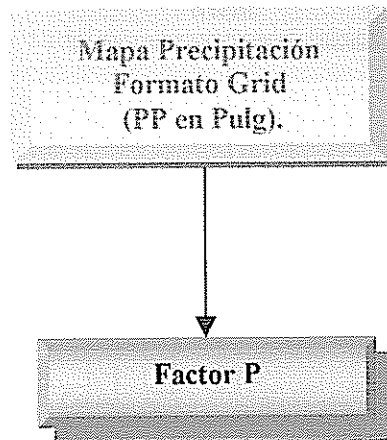 Mapa Precipitación
Formato Grid
(PP en Pulg).
Factor P